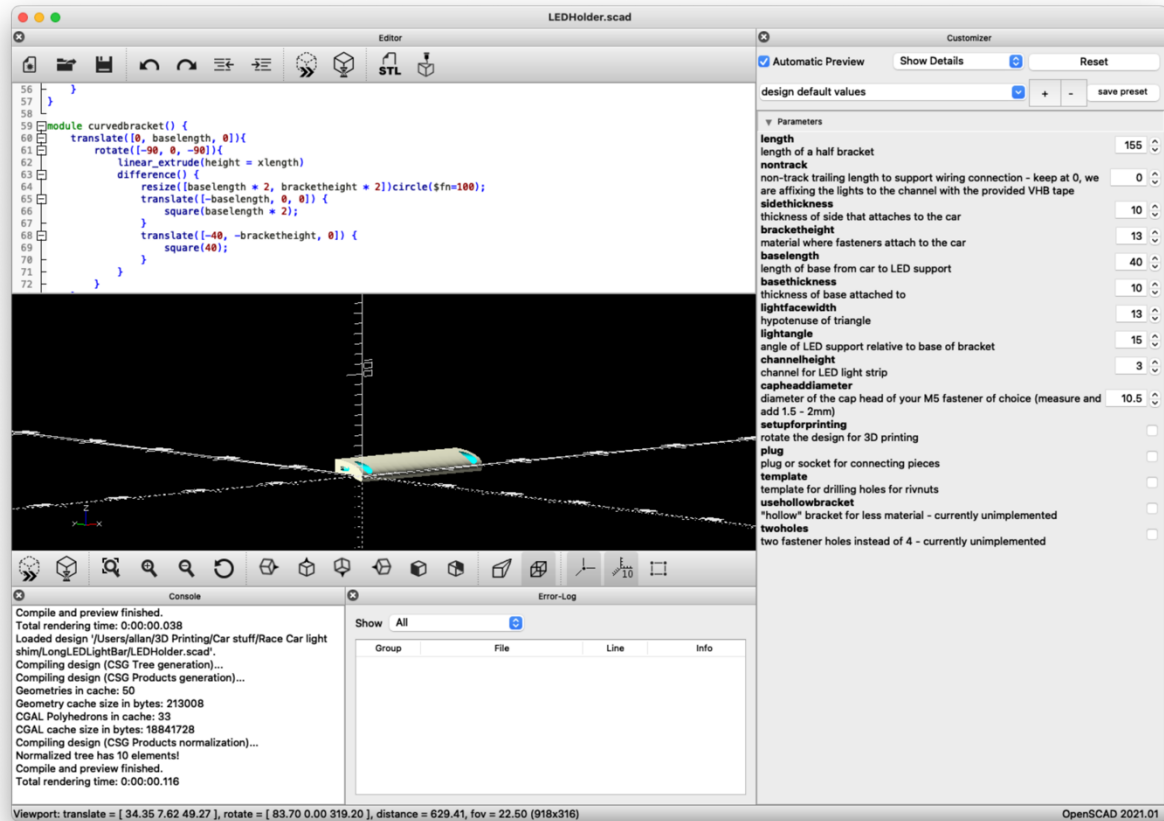 LEDHolder.scad
Editor
STL
56 }
57 }
58
59 module curvedbracket() {
60 translate([0, baselength, 0]){
61 rotate([-90, 0, -90]){
62 linear_extrude(height = xlength)
63 difference() {
64 resize([baselength * 2, bracketheight * 2])circle($fn=100);
65 translate([-baselength, 0, 0]) {
66 square(baselength * 2);
67 }
68 translate([-40, -bracketheight, 0]) {
69 square(40);
70 }
71 }
72 }
100
z
y x
10
Console
Compile and preview finished.
Total rendering time: 0:00:00.038
Loaded design '/Users/allan/3D Printing/Car stuff/Race Car light
shim/LongLEDLightBar/LEDHolder.scad'.
Compiling design (CSG Tree generation)...
Compiling design (CSG Products generation)...
Geometries in cache: 50
Geometry cache size in bytes: 213008
CGAL Polyhedrons in cache: 33
CGAL cache size in bytes: 18841728
Compiling design (CSG Products normalization)...
Normalized tree has 10 elements!
Compile and preview finished.
Total rendering time: 0:00:00.116
Error-Log
Show All
Group File Line Info
Customizer
Automatic Preview Show Details Reset
design default values + - save preset
Parameters
length
length of a half bracket 155
nontrack
non-track trailing length to support wiring connection - keep at 0, we 0
are affixing the lights to the channel with the provided VHB tape
sidethickness
thickness of side that attaches to the car 10
bracketheight
material where fasteners attach to the car 13
baselength
length of base from car to LED support 40
basethickness
thickness of base attached to 10
lightfacewidth
hypotenuse of triangle 13
lightangle
angle of LED support relative to base of bracket 15
channelheight
channel for LED light strip 3
capheaddiameter
diameter of the cap head of your M5 fastener of choice (measure and 10.5
add 1.5 - 2mm)
setupforprinting
rotate the design for 3D printing
plug
plug or socket for connecting pieces
template
template for drilling holes for rivnuts
usehollowbracket
"hollow" bracket for less material - currently unimplemented
twoholes
two fastener holes instead of 4 - currently unimplemented
Viewport: translate = [ 34.35 7.62 49.27 ], rotate = [ 83.70 0.00 319.20 ], distance = 629.41, fov = 22.50 (918x316)
OpenSCAD 2021.01